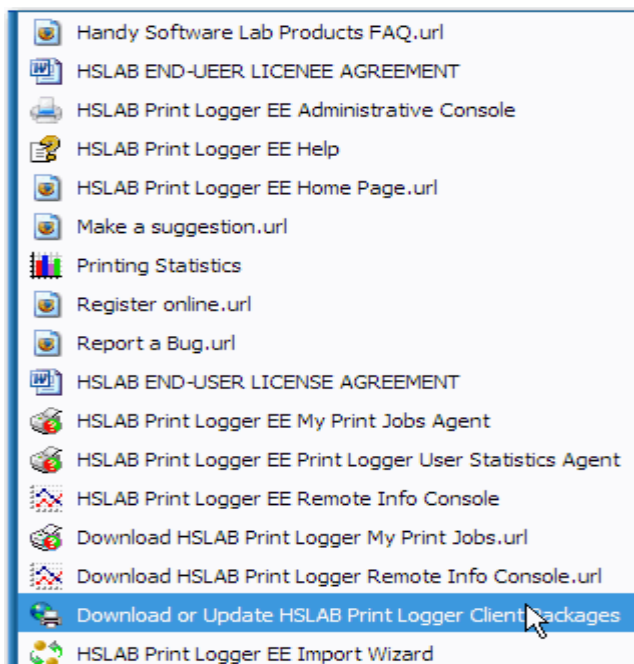 Handy Software Lab Products FAQ.url
HSLAB END-UEER LICENEE AGREEMENT
HSLAB Print Logger EE Administrative Console
HSLAB Print Logger EE Help
HSLAB Print Logger EE Home Page.url
Make a suggestion.url
Printing Statistics
Register online.url
Report a Bug.url
HSLAB END-USER LICENSE AGREEMENT
HSLAB Print Logger EE My Print Jobs Agent
HSLAB Print Logger EE Print Logger User Statistics Agent
HSLAB Print Logger EE Remote Info Console
Download HSLAB Print Logger My Print Jobs.url
Download HSLAB Print Logger Remote Info Console.url
Download or Update HSLAB Print Logger Client Packages
HSLAB Print Logger EE Import Wizard